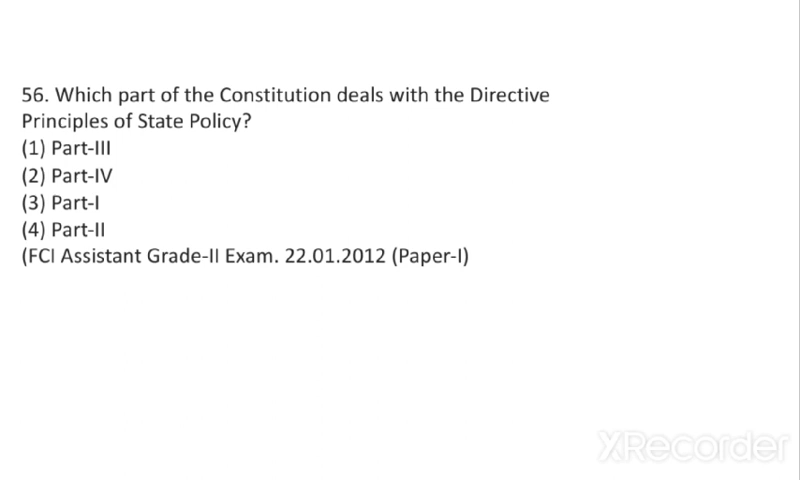 56. Which part of the Constitution deals with the Directive
Principles of State Policy?
(1) Part-III
(2) Part-IV
(3) Part-I
(4) Part-II
(FCI Assistant Grade-II Exam. 22.01.2012 (Paper-I)
XRecorder